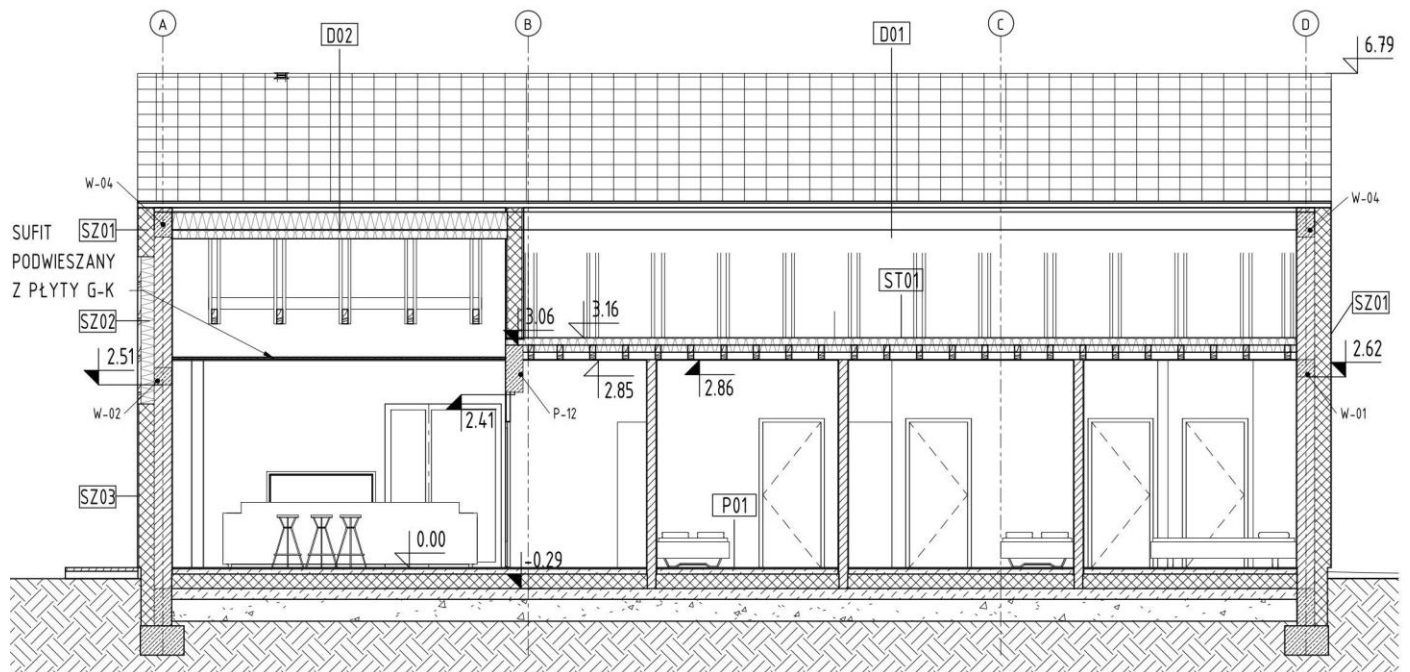 A
B
C
D
D02
D01
6.79
W-04
W-04
SUFIT
PODWIESZANY
Z PŁYTY G-K
SZ01
ST01
SZ01
3.06
3.16
SZ02
2.51
2.62
2.85
2.86
W-02
2.41
P-12
W-01
SZ03
P01
0.00
-0.29